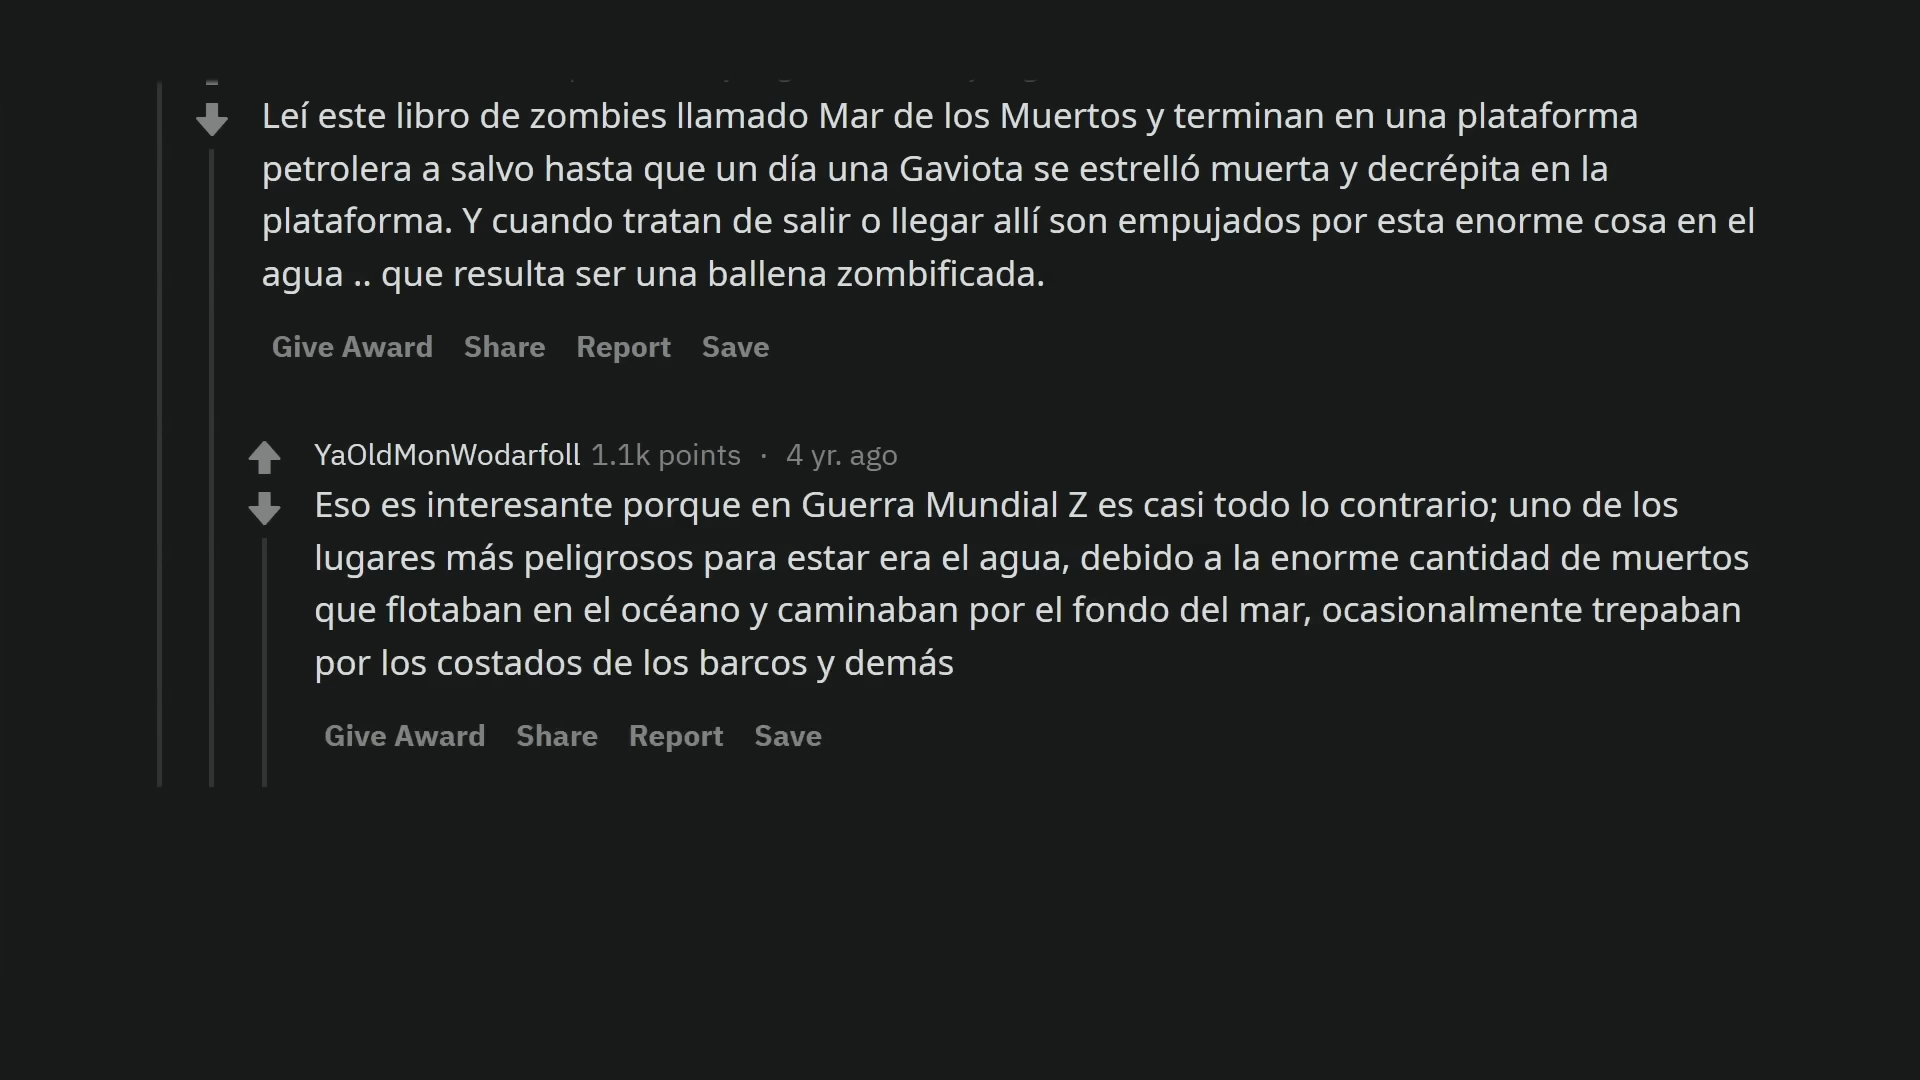 Leí este libro de zombies llamado Mar de los Muertos y terminan en una plataforma
petrolera a salvo hasta que un día una Gaviota se estrelló muerta y decrépita en la
plataforma. Y cuando tratan de salir o llegar allí son empujados por esta enorme cosa en el
agua .. que resulta ser una ballena zombificada.
Give Award Share Report Save
YaOldMonWodarfoll 1.1k points · 4 yr. ago
Eso es interesante porque en Guerra Mundial Z es casi todo lo contrario; uno de los
lugares más peligrosos para estar era el agua, debido a la enorme cantidad de muertos
que flotaban en el océano y caminaban por el fondo del mar, ocasionalmente trepaban
por los costados de los barcos y demás
Give Award Share Report Save